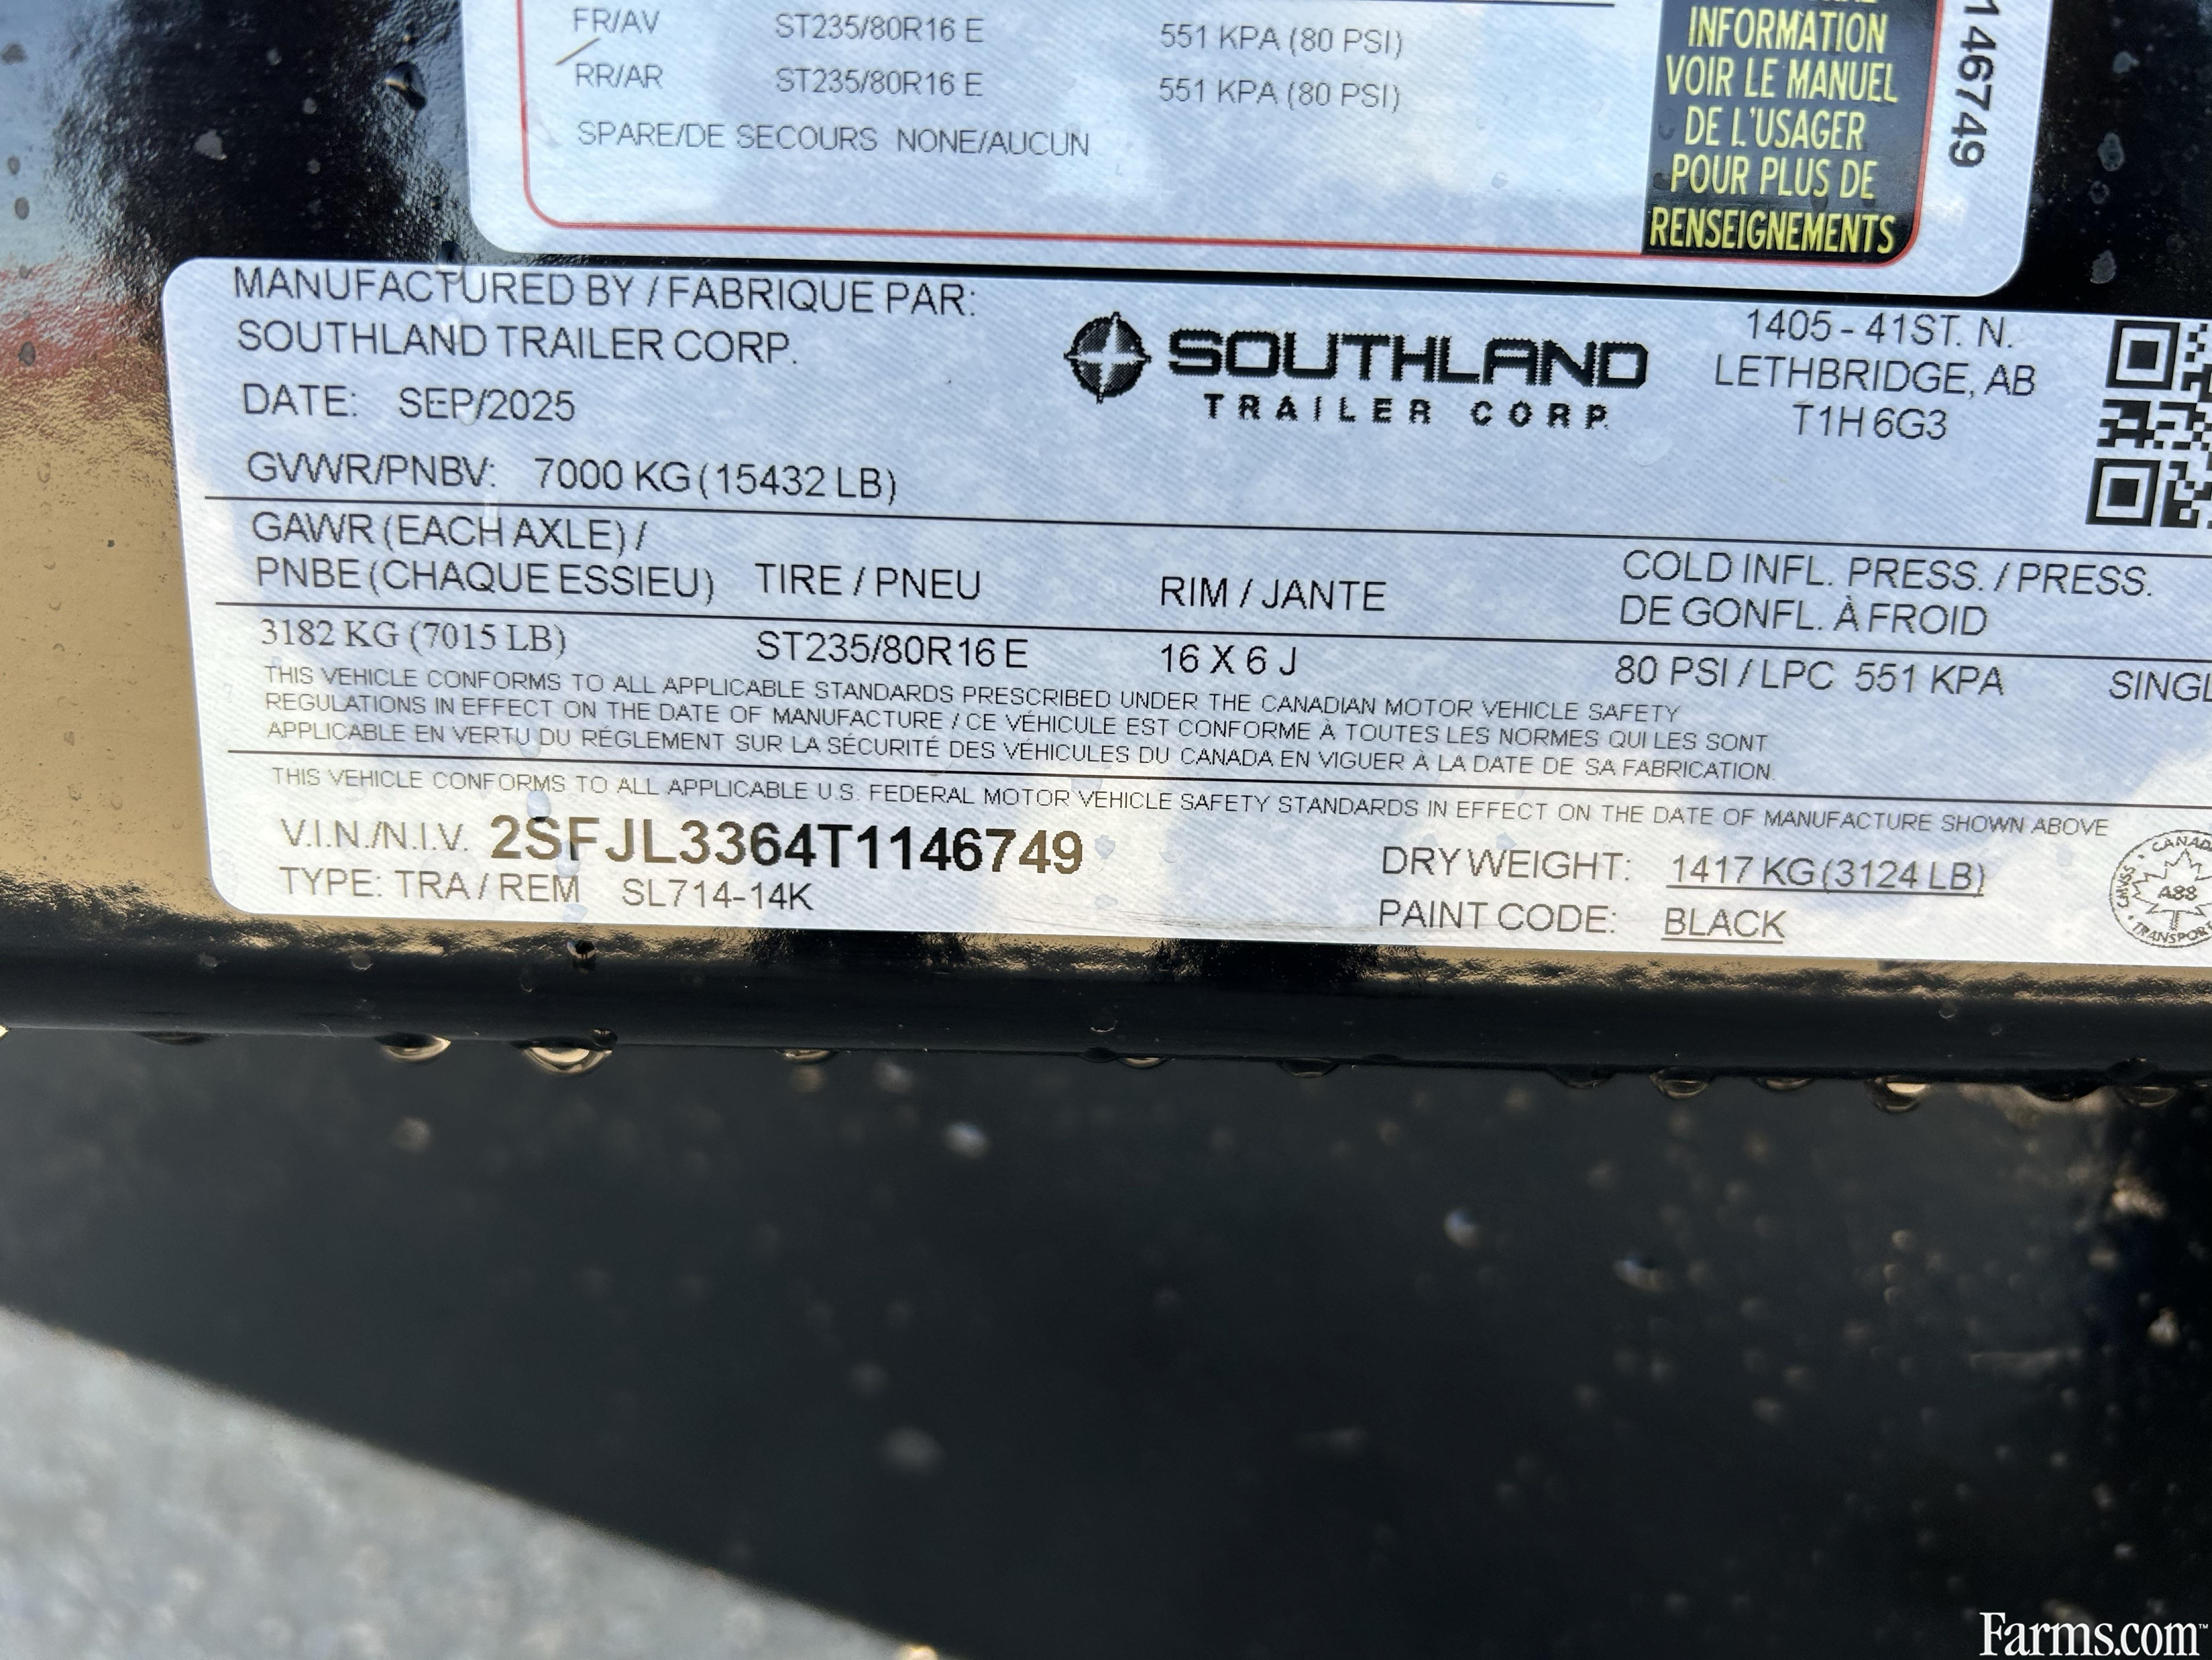 FR/AV ST235/80R16 E 551 KPA (80 PSI)
RR/AR ST235/80R16 E 551 KPA (80 PSI)
SPARE/DE SECOURS NONE/AUCUN
INFORMATION
VOIR LE MANUEL
DE L'USAGER
POUR PLUS DE
RENSEIGNEMENTS
146749
MANUFACTURED BY / FABRIQUE PAR:
SOUTHLAND TRAILER CORP.
DATE: SEP/2025
GVWR/PNBV: 7000 KG (15432 LB)
SOUTHLAND
TRAILER CORP.
1405 - 41ST. N.
LETHBRIDGE, AB
T1H 6G3
GAWR (EACH AXLE) /
PNBE (CHAQUE ESSIEU) TIRE / PNEU RIM / JANTE
COLD INFL. PRESS. / PRESS.
DE GONFL. À FROID
3182 KG (7015 LB) ST235/80R16 E 16 X 6 J 80 PSI / LPC 551 KPA SINGL
THIS VEHICLE CONFORMS TO ALL APPLICABLE STANDARDS PRESCRIBED UNDER THE CANADIAN MOTOR VEHICLE SAFETY
REGULATIONS IN EFFECT ON THE DATE OF MANUFACTURE / CE VÉHICULE EST CONFORME À TOUTES LES NORMES QUI LES SONT
APPLICABLE EN VERTU DU RÉGLEMENT SUR LA SÉCURITÉ DES VÉHICULES DU CANADA EN VIGUER À LA DATE DE SA FABRICATION.
THIS VEHICLE CONFORMS TO ALL APPLICABLE U.S. FEDERAL MOTOR VEHICLE SAFETY STANDARDS IN EFFECT ON THE DATE OF MANUFACTURE SHOWN ABOVE
V.I.N./N.I.V. 2SFJL3364T1146749
TYPE: TRA / REM SL714-14K
DRY WEIGHT: 1417 KG (3124 LB)
PAINT CODE: BLACK
CANADA
CMVSS
A88
TRANSPORT
Farms.com™